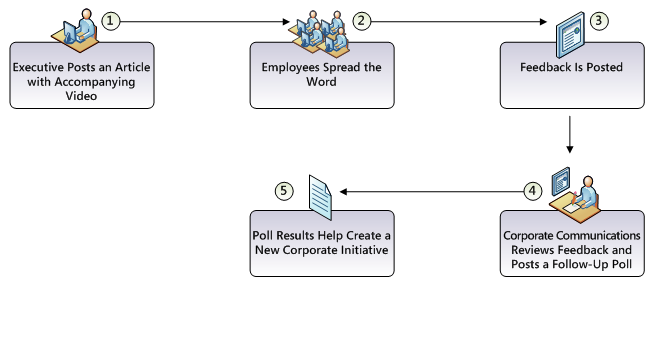 1
Executive Posts an Article
with Accompanying
Video
2
Employees Spread the
Word
3
Feedback Is Posted
4
Corporate Communications
Reviews Feedback and
Posts a Follow-Up Poll
5
Poll Results Help Create a
New Corporate Initiative